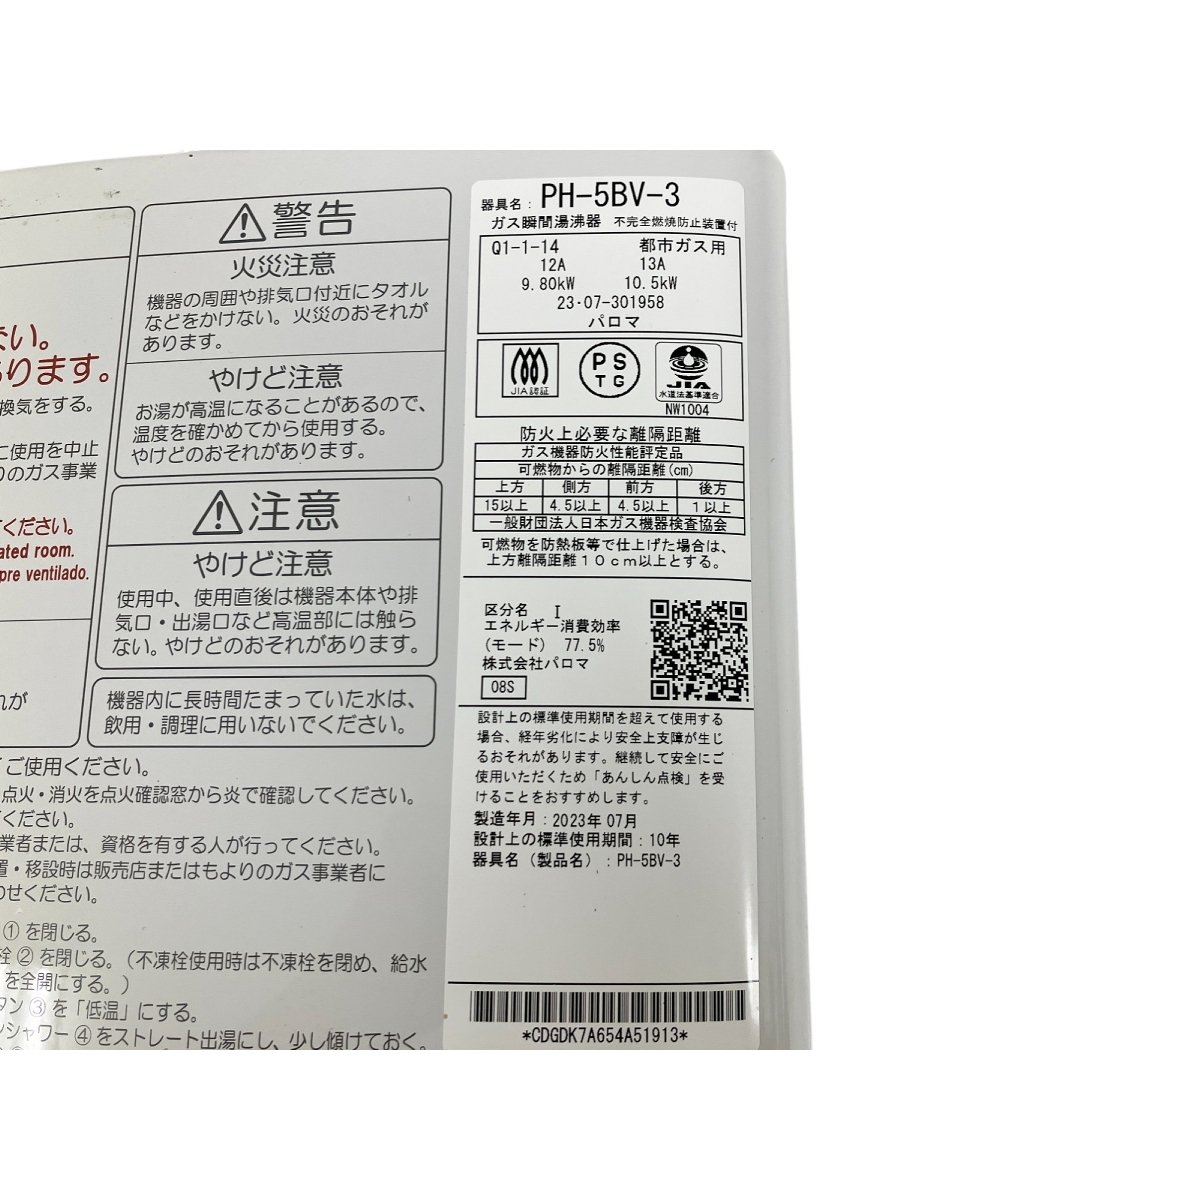 ない。
あります。
換気をする。
に使用を中止
りのガス事業
ください。
ated room.
pre ventilado.
れが
警告
火災注意
機器の周囲や排気口付近にタオル
などをかけない。火災のおそれが
あります。
やけど注意
お湯が高温になることがあるので、
温度を確かめてから使用する。
やけどのおそれがあります。
注意
やけど注意
使用中、使用直後は機器本体や排
気口・出湯口など高温部には触ら
ない。やけどのおそれがあります。
機器内に長時間たまっていた水は、
飲用・調理に用いないでください。
ご使用ください。
点火・消火を点火確認窓から炎で確認してください。
てください。
業者または、資格を有する人が行ってください。
置・移設時は販売店またはもよりのガス事業者に
わせください。
①を閉じる。
栓②を閉じる。(不凍栓使用時は不凍栓を閉め、給水
を全開にする。)
タン③を「低温」にする。
ンシャワー④をストレート出湯にし、少し傾けておく。
器具名: PH-5BV-3
ガス瞬間湯沸器 不完全燃焼防止装置付
Q1-1-14 都市ガス用
12A 13A
9.80kW 10.5kW
23・07-301958
パロマ
JIA認証
PS
TG
JIA
水道法基準適合
NW1004
防火上必要な離隔距離
ガス機器防火性能評定品
可燃物からの離隔距離(cm)
上方 側方 前方 後方
15以上 4.5以上 4.5以上 1以上
一般財団法人日本ガス機器検査協会
可燃物を防熱板等で仕上げた場合は、
上方離隔距離10cm以上とする。
区分名 I
エネルギー消費効率
(モード) 77.5%
株式会社パロマ
08S
設計上の標準使用期間を超えて使用する
場合、経年劣化により安全上支障が生じ
るおそれがあります。継続して安全にご
使用いただくため「あんしん点検」を受
けることをおすすめします。
製造年月:2023年07月
設計上の標準使用期間:10年
器具名(製品名):PH-5BV-3
*CDGDK7A654A51913*